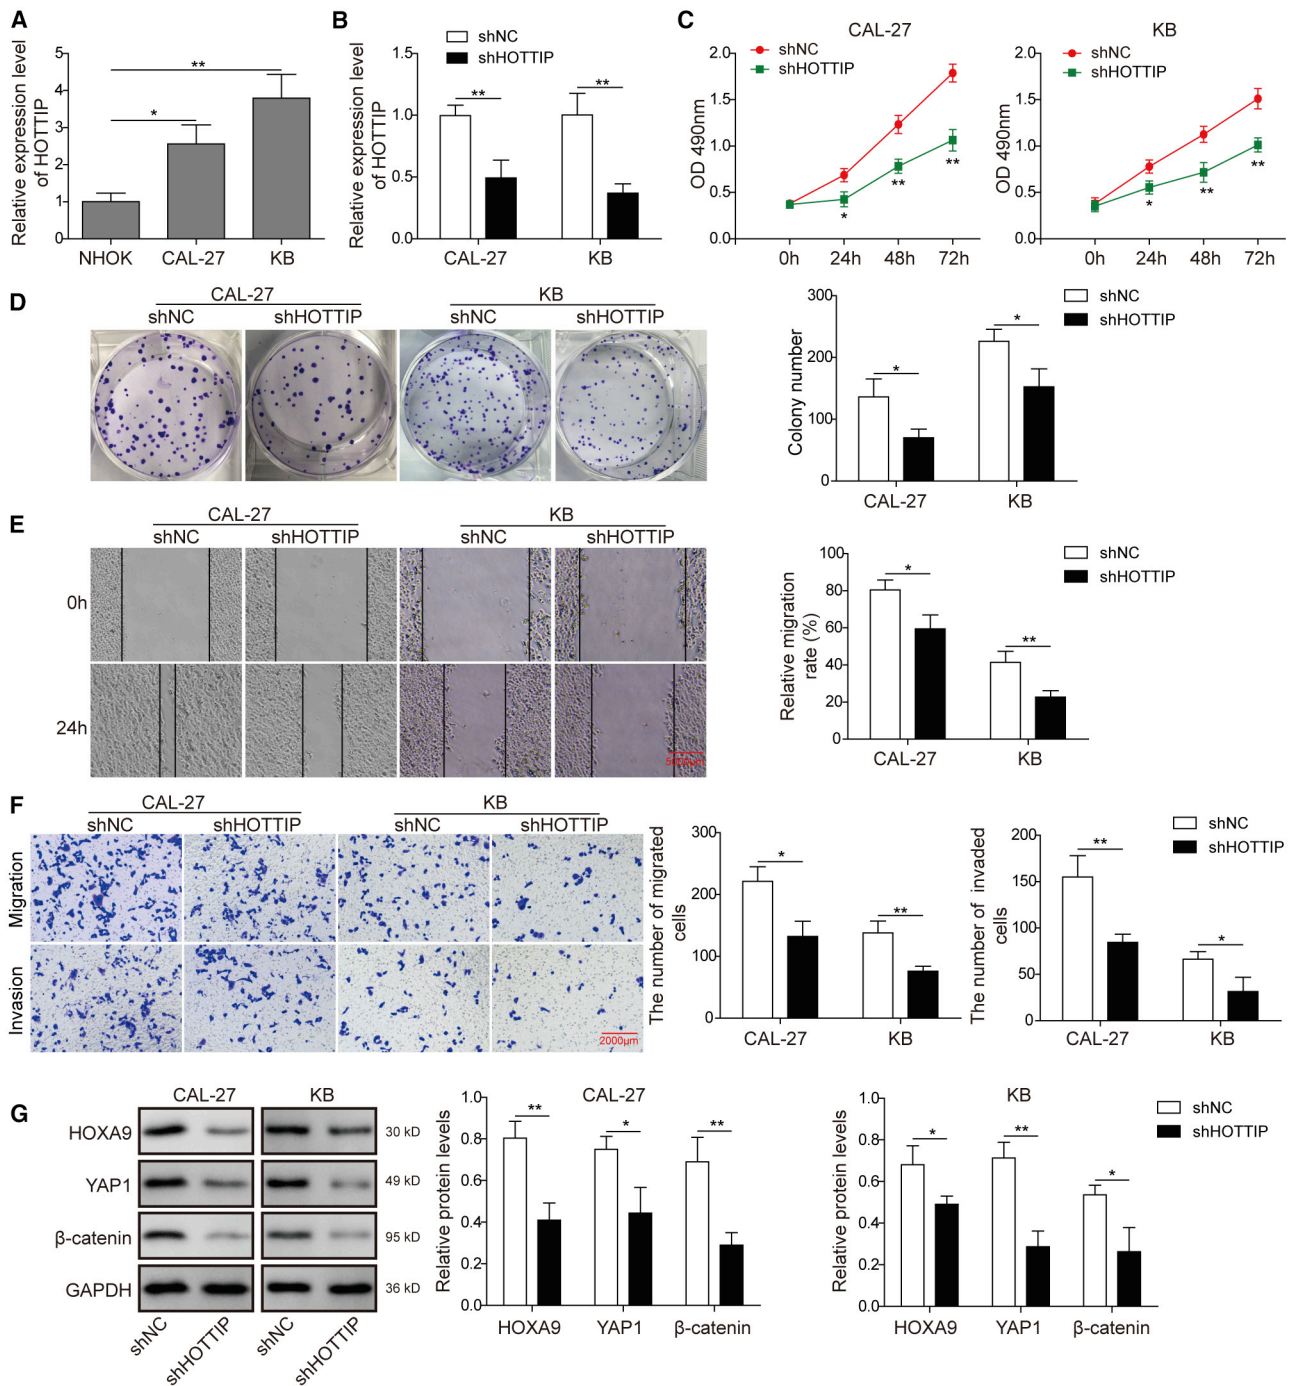 A
Relative expression level
of HOTTIP
5
4
3
2
1
0
**
*
NHOK CAL-27 KB
B
Relative expression level
of HOTTIP
shNC
shHOTTIP
1.5
1.0
0.5
0.0
** **
CAL-27 KB
C
CAL-27
OD 490nm
shNC
shHOTTIP
2.0
1.5
1.0
0.5
0.0
* ** **
0h 24h 48h 72h
KB
OD 490nm
shNC
shHOTTIP
2.0
1.5
1.0
0.5
0.0
* ** **
0h 24h 48h 72h
D
CAL-27 KB
shNC shHOTTIP shNC shHOTTIP
Colony number
300
200
100
0
shNC
shHOTTIP
* *
CAL-27 KB
E
CAL-27 KB
shNC shHOTTIP shNC shHOTTIP
0h
24h
Relative migration
rate (%)
100
80
60
40
20
0
shNC
shHOTTIP
* **
CAL-27 KB
F
CAL-27 KB
shNC shHOTTIP shNC shHOTTIP
Migration
Invasion
2000μm
The number of migrated
cells
300
200
100
0
* **
CAL-27 KB
The number of invaded
cells
200
150
100
50
0
shNC
shHOTTIP
** *
CAL-27 KB
G
CAL-27 KB
HOXA9 30 kD
YAP1 49 kD
β-catenin 95 kD
GAPDH 36 kD
shNC shHOTTIP shNC shHOTTIP
CAL-27
Relative protein levels
1.0
0.8
0.6
0.4
0.2
0.0
** * **
HOXA9 YAP1 β-catenin
KB
Relative protein levels
1.0
0.8
0.6
0.4
0.2
0.0
shNC
shHOTTIP
* ** *
HOXA9 YAP1 β-catenin